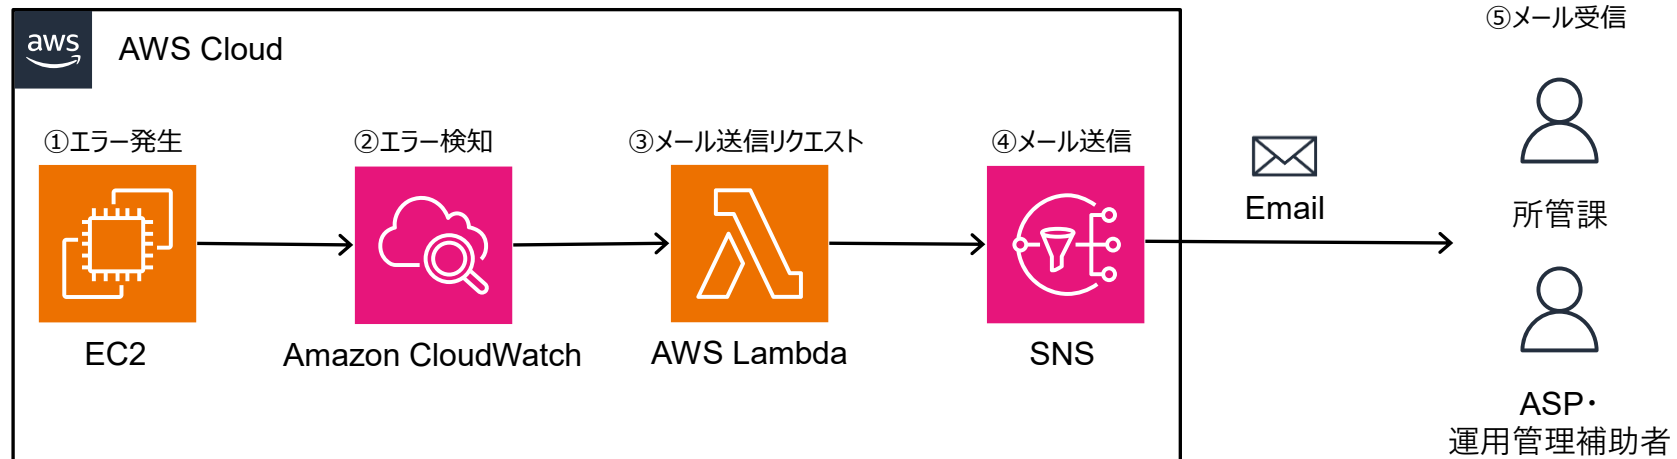 ⑤メール受信
aws
AWS Cloud
①エラー発生
②エラー検知
③メール送信リクエスト
④メール送信
Email
所管課
EC2
Amazon CloudWatch
AWS Lambda
SNS
ASP・
運用管理補助者